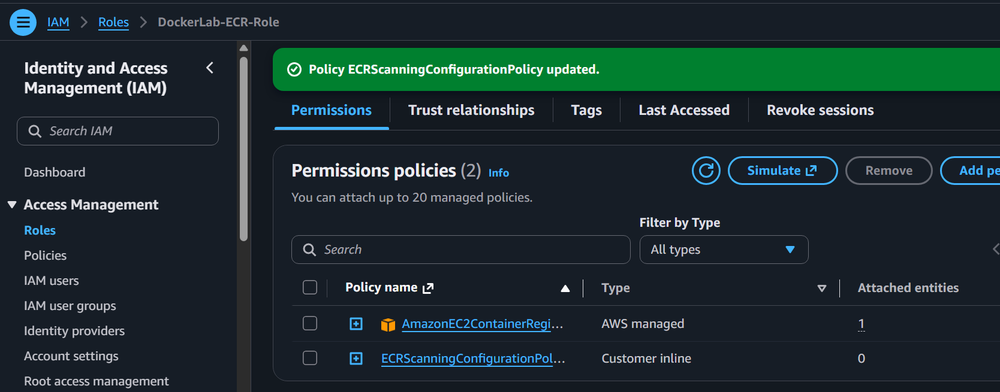 IAM
Roles
DockerLab-ECR-Role
Identity and Access
Management (IAM)
Search IAM
Dashboard
Access Management
Roles
Policies
IAM users
IAM user groups
Identity providers
Account settings
Root access management
Policy ECRScanningConfigurationPolicy updated.
Permissions
Trust relationships
Tags
Last Accessed
Revoke sessions
Permissions policies (2) Info
Simulate
Remove
Add pe
You can attach up to 20 managed policies.
Filter by Type
Search
All types
Policy name
Type
Attached entities
AmazonEC2ContainerRegi...
AWS managed
1
ECRScanningConfigurationPol...
Customer inline
0